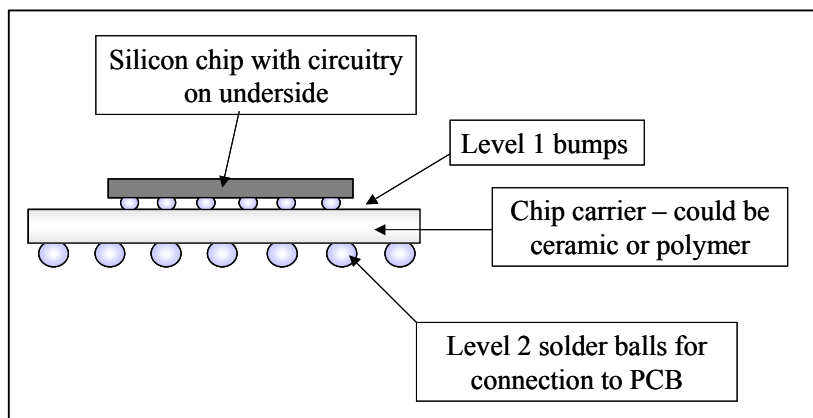 Silicon chip with circuitry
on underside
Level 1 bumps
Chip carrier – could be
ceramic or polymer
Level 2 solder balls for
connection to PCB